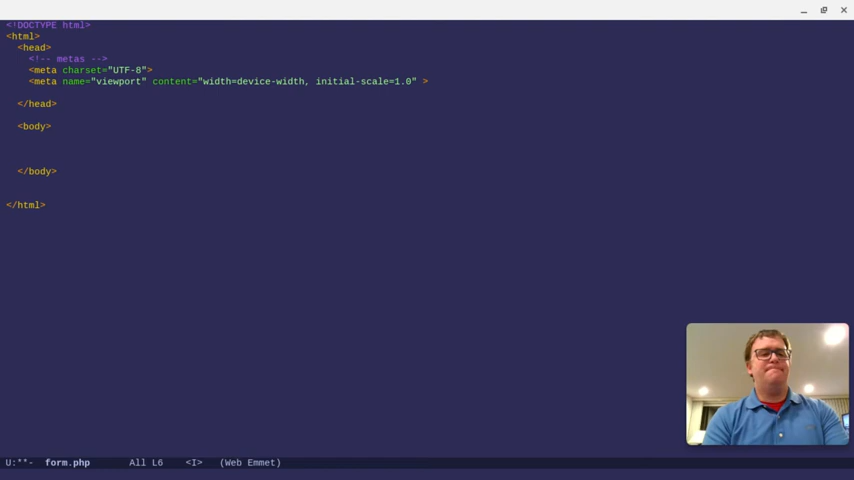 <!DOCTYPE html>
<html>
<head>
<!-- metas -->
<meta charset="UTF-8">
<meta name="viewport" content="width=device-width, initial-scale=1.0" >
</head>
<body>
</body>
</html>
U:**-  form.php       All L6    <I>   (Web Emmet)